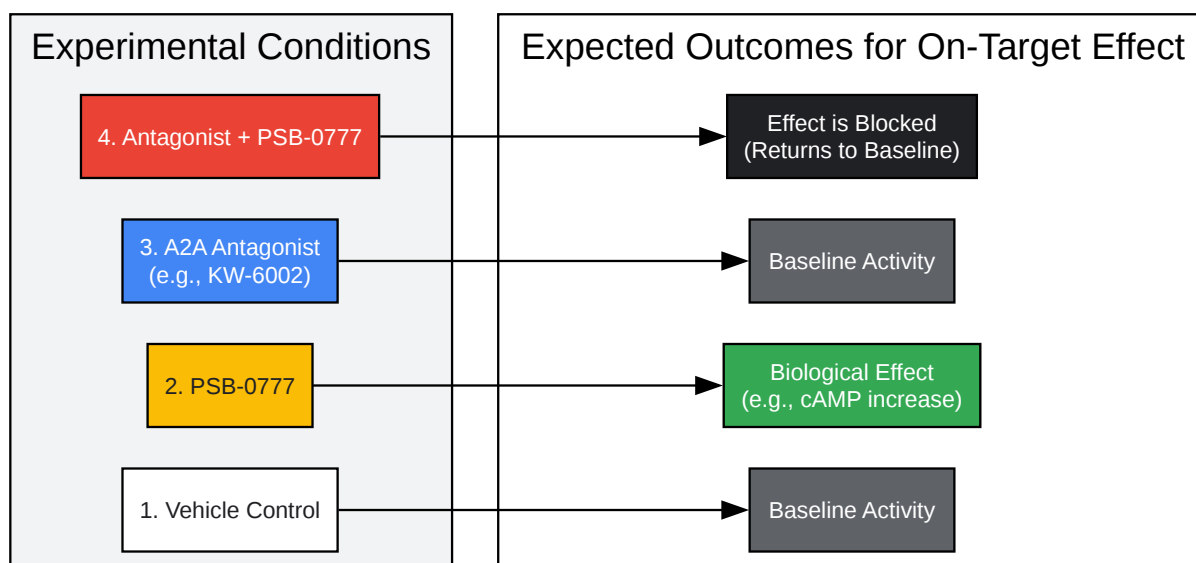 Experimental Conditions
Expected Outcomes for On-Target Effect
4. Antagonist + PSB-0777
Effect is Blocked
(Returns to Baseline)
3. A2A Antagonist
(e.g., KW-6002)
Baseline Activity
2. PSB-0777
Biological Effect
(e.g., cAMP increase)
1. Vehicle Control
Baseline Activity